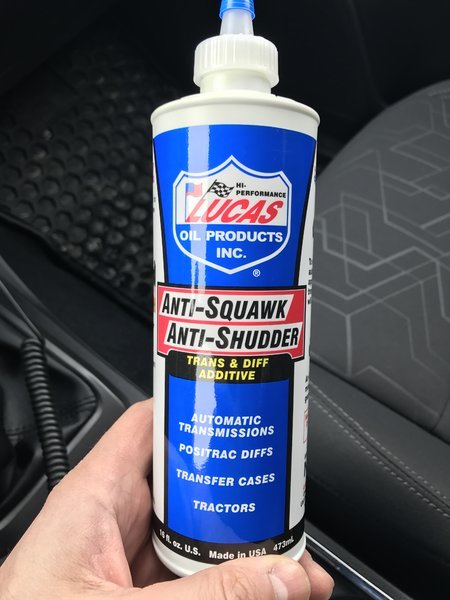 HI-
PERFORMANCE
LUCAS
OIL PRODUCTS
INC.
®
ANTI-SQUAWK
ANTI-SHUDDER
TRANS & DIFF
ADDITIVE
AUTOMATIC
TRANSMISSIONS
POSITRAC DIFFS
TRANSFER CASES
TRACTORS
16 fl. oz. U.S. Made in USA 473mL